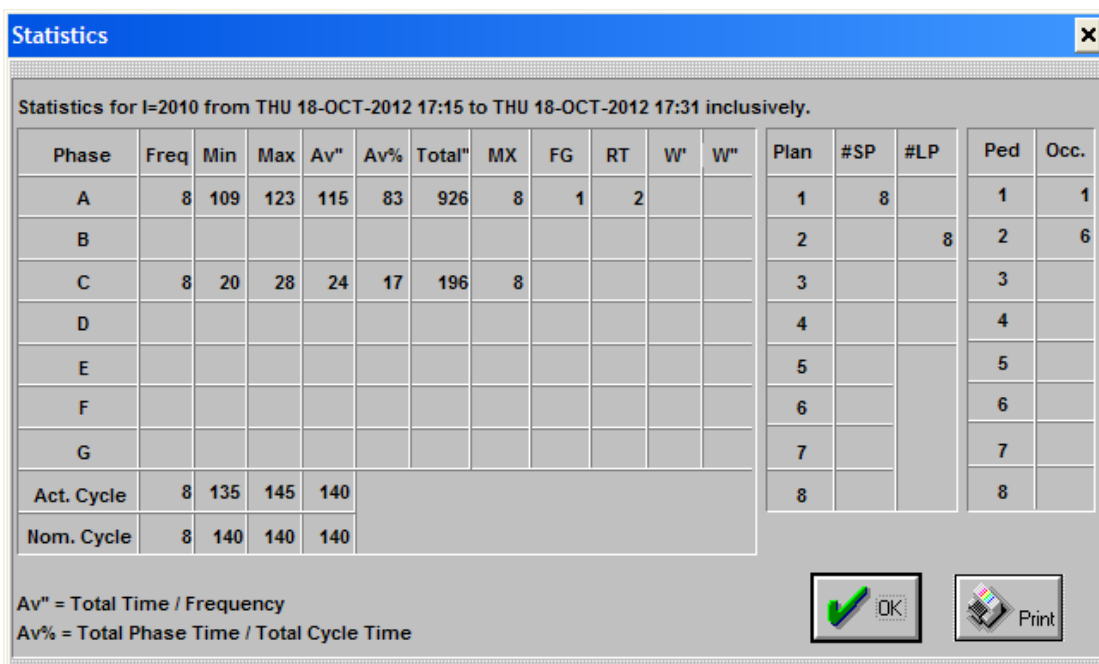 Statistics
Statistics for I=2010 from THU 18-OCT-2012 17:15 to THU 18-OCT-2012 17:31 inclusively.
Phase Freq Min Max Av" Av% Total" MX FG RT W' W" Plan #SP #LP Ped Occ.
A 8 109 123 115 83 926 8 1 2 1 8 1 1
B 2 8 2 6
C 8 20 28 24 17 196 8 3 3
D 4 4
E 5 5
F 6 6
G 7 7
Act. Cycle 8 135 145 140 8 8
Nom. Cycle 8 140 140 140
Av" = Total Time / Frequency
Av% = Total Phase Time / Total Cycle Time
OK
Print